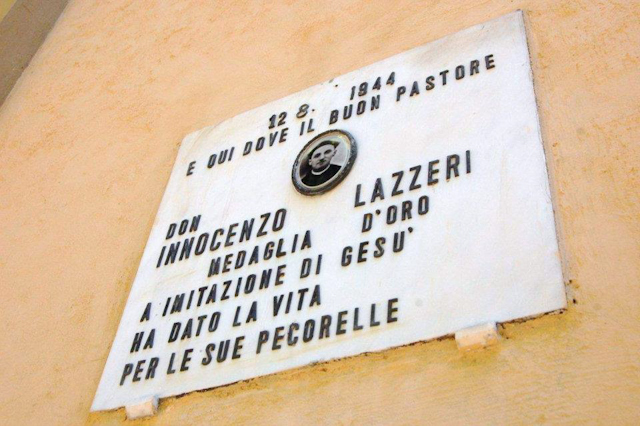 12 8. 1944
E QUI DOVE IL BUON PASTORE
DON
INNOCENZO LAZZERI
MEDAGLIA D'ORO
A IMITAZIONE DI GESU'
HA DATO LA VITA
PER LE SUE PECORELLE